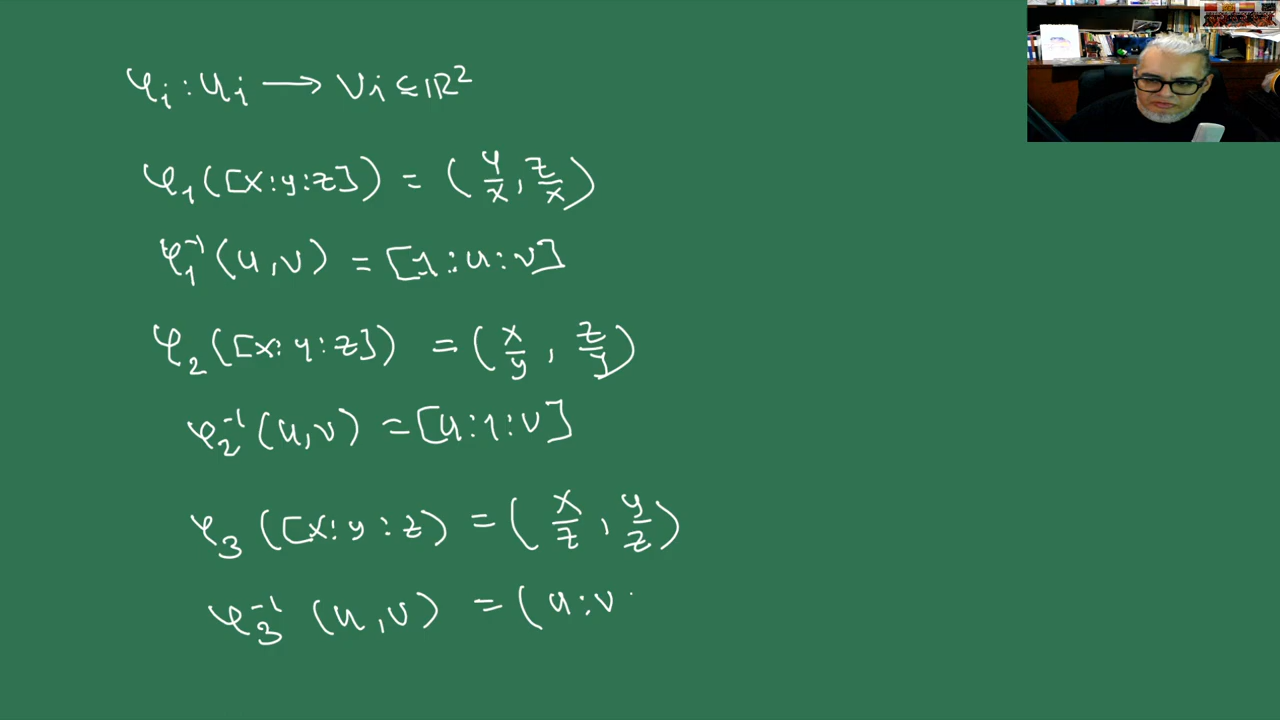 φᵢ : Uᵢ ⟶ Vᵢ ⊆ ℝ²
φ₁([x:y:z]) = (y/x, z/x)
φ₁⁻¹(u,v) = [1:u:v]
φ₂([x:y:z]) = (x/y, z/y)
φ₂⁻¹(u,v) = [u:1:v]
φ₃([x:y:z) = (x/z, y/z)
φ₃⁻¹(u,v) = (u:v